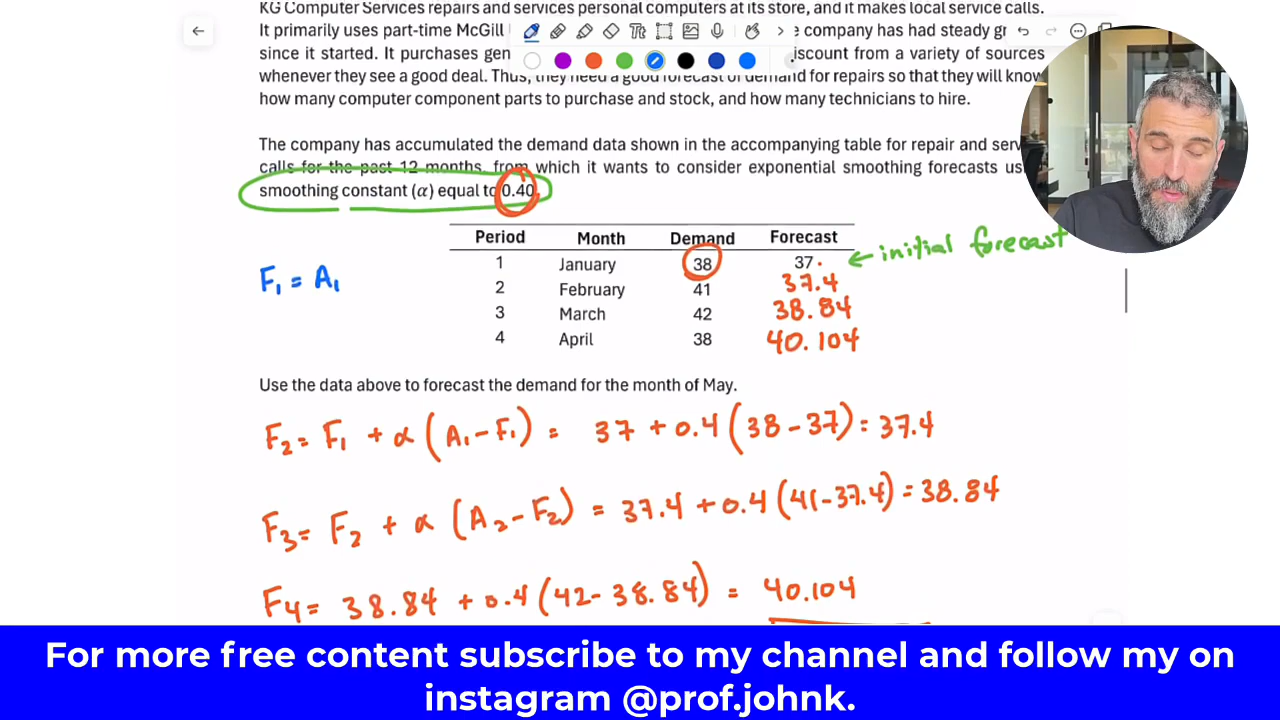 KG Computer Services repairs and services personal computers at its store, and it makes local service calls.
It primarily uses part-time McGill e company has had steady gr
since it started. It purchases gen iscount from a variety of sources
whenever they see a good deal. Thus, they need a good forecast of demand for repairs so that they will know
how many computer component parts to purchase and stock, and how many technicians to hire.
The company has accumulated the demand data shown in the accompanying table for repair and serv
calls for the past 12 months, from which it wants to consider exponential smoothing forecasts us
smoothing constant (α) equal to 0.40
Period Month Demand Forecast
1 January 38 37 ← initial forecast
2 February 41 37.4
3 March 42 38.84
4 April 38 40.104
F₁ = A₁
Use the data above to forecast the demand for the month of May.
F₂ = F₁ + α (A₁ - F₁) = 37 + 0.4 (38 - 37) = 37.4
F₃ = F₂ + α (A₂ - F₂) = 37.4 + 0.4 (41 - 37.4) = 38.84
F₄ = 38.84 + 0.4 (42 - 38.84) = 40.104
For more free content subscribe to my channel and follow my on
instagram @prof.johnk.